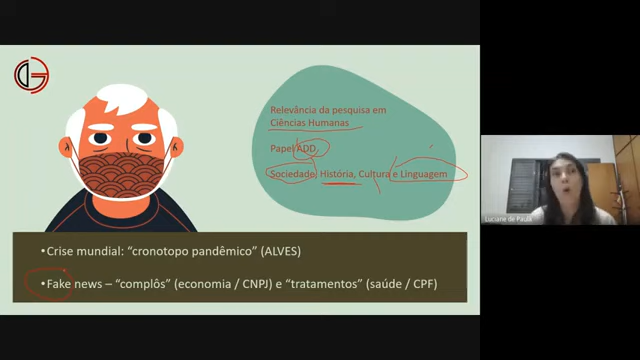 Relevância da pesquisa em
Ciências Humanas
Papel ADD
Sociedade, História, Cultura e Linguagem
•Crise mundial: “cronotopo pandêmico” (ALVES)
•Fake news – “complôs” (economia / CNPJ) e “tratamentos” (saúde / CPF)
Luciane de Paula